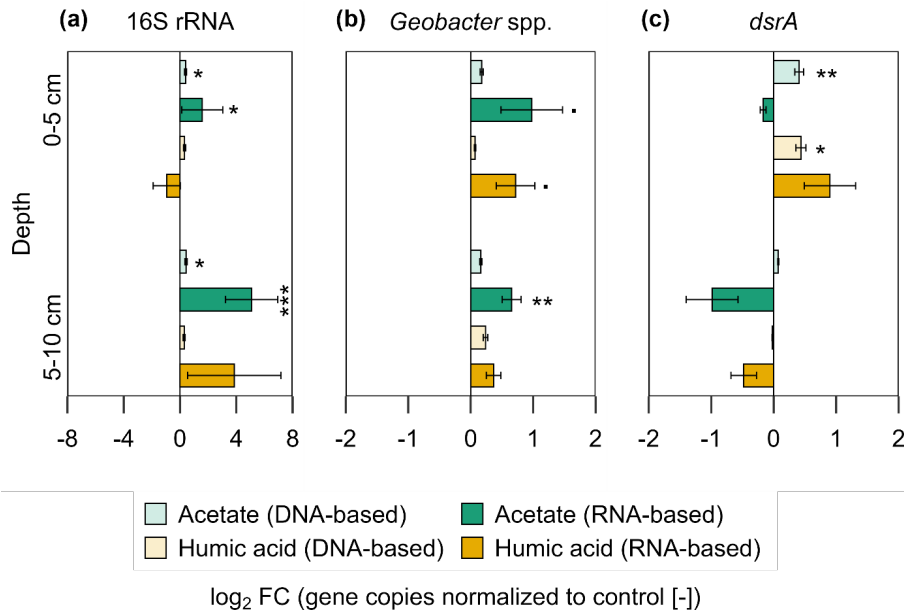 (a) 16S rRNA
(b) Geobacter spp.
(c) dsrA
Depth
0-5 cm
5-10 cm
*
*
*
***
▪
▪
**
**
*
-8 -4 0 4 8
-2 -1 0 1 2
-2 -1 0 1 2
Acetate (DNA-based)
Acetate (RNA-based)
Humic acid (DNA-based)
Humic acid (RNA-based)
log₂ FC (gene copies normalized to control [-])